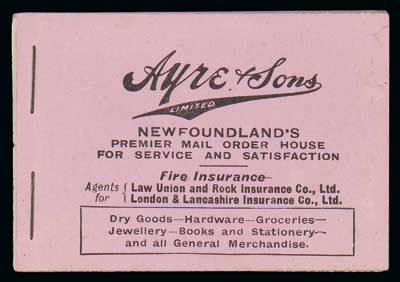 Ayre & Sons
LIMITED
NEWFOUNDLAND'S
PREMIER MAIL ORDER HOUSE
FOR SERVICE AND SATISFACTION
Fire Insurance—
Agents { Law Union and Rock Insurance Co., Ltd.
for { London & Lancashire Insurance Co., Ltd.
Dry Goods—Hardware—Groceries—
Jewellery—Books and Stationery—
and all General Merchandise.